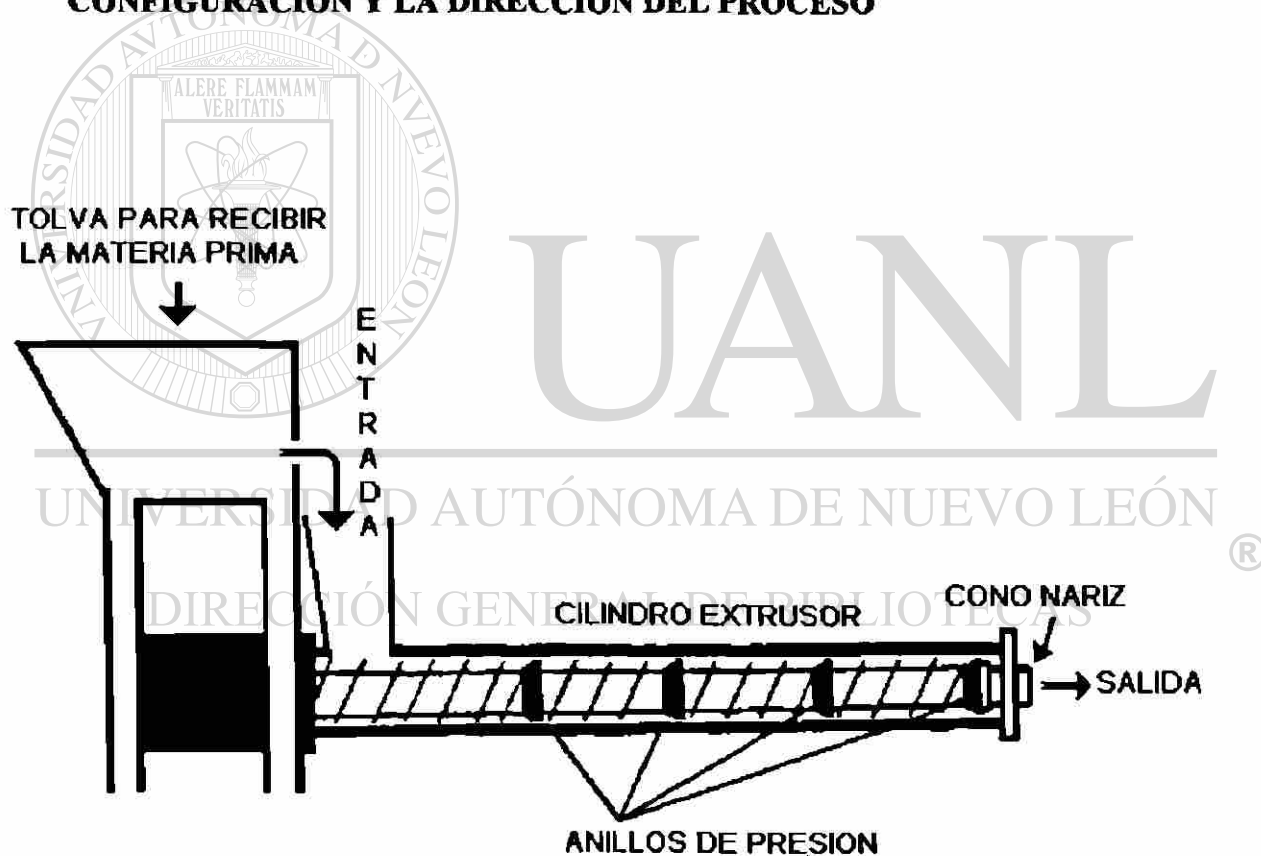 CONFIGURACION Y LA DIRECCION DEL PROCESO
ALERE FLAMMAM
VERITATIS
TOLVA PARA RECIBIR
LA MATERIA PRIMA
ENTRADA
UANL
UNIVERSIDAD AUTÓNOMA DE NUEVO LEÓN
®
DIRECCIÓN GENERAL DE BIBLIOTECAS
CILINDRO EXTRUSOR
CONO NARIZ
SALIDA
ANILLOS DE PRESION